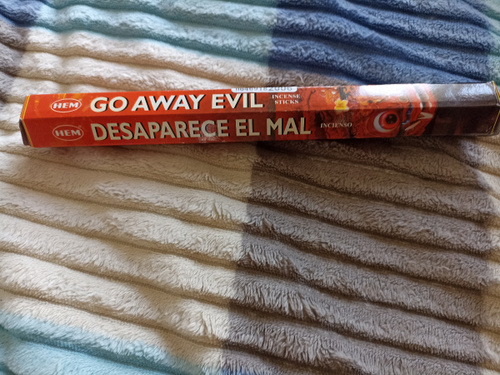 HEM GO AWAY EVIL INCENSE
STICKS
HEM DESAPARECE EL MAL INCIENSO